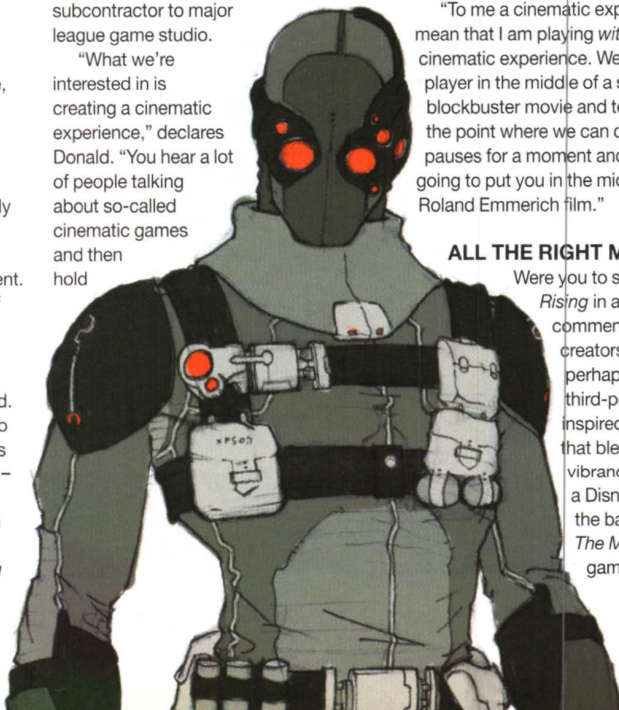 subcontractor to major
league game studio.
"What we're
interested in is
creating a cinematic
experience," declares
Donald. "You hear a lot
of people talking
about so-called
cinematic games
and then
hold
"To me a cinematic exp
mean that I am playing wit
cinematic experience. We
player in the middle of a s
blockbuster movie and te
the point where we can c
pauses for a moment and
going to put you in the mid
Roland Emmerich film."
ALL THE RIGHT M
Were you to s
Rising in a
commen
creators
perhap
third-pe
inspired
that ble
vibranc
a Disn
the ba
The M
gam